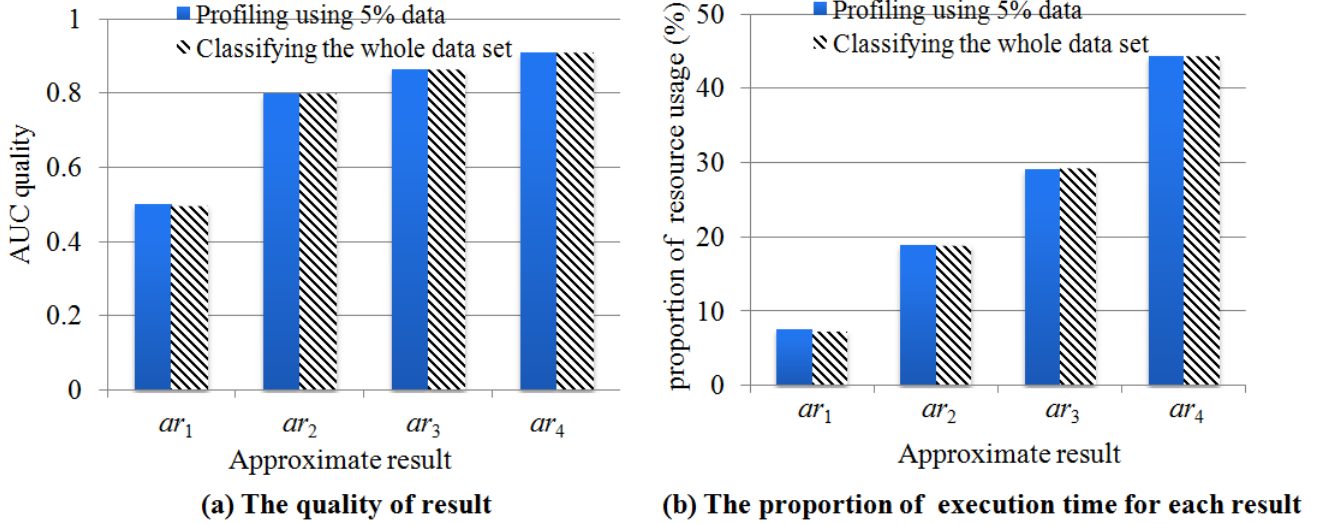 Profiling using 5% data
Classifying the whole data set
AUC quality
1
0.8
0.6
0.4
0.2
0
ar1
ar2
ar3
ar4
Approximate result
(a) The quality of result
Profiling using 5% data
Classifying the whole data set
proportion of resource usage (%)
50
40
30
20
10
0
ar1
ar2
ar3
ar4
Approximate result
(b) The proportion of execution time for each result